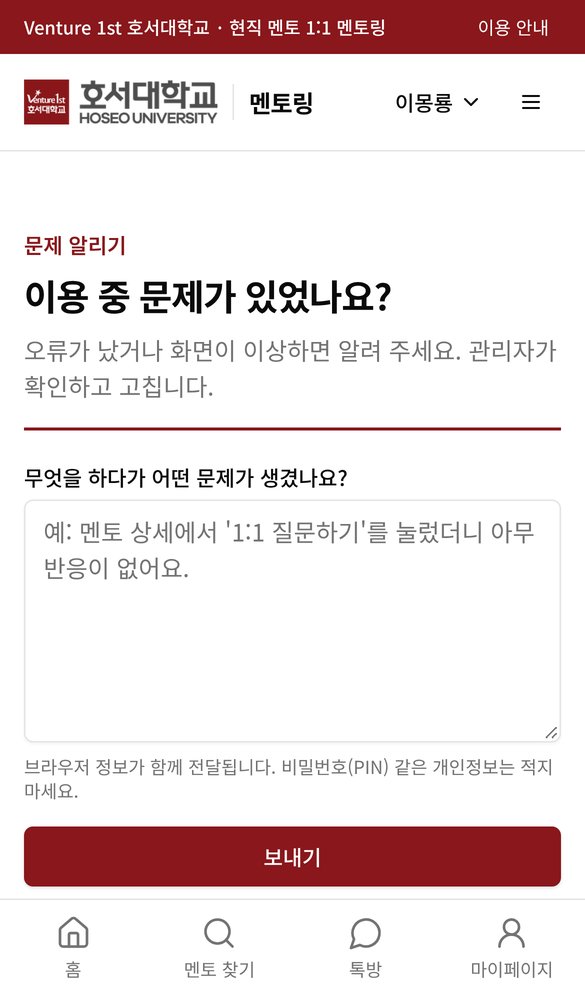 Venture 1st 호서대학교 · 현직 멘토 1:1 멘토링
이용 안내
Venture 1st
호서대학교
호서대학교
HOSEO UNIVERSITY
멘토링
이몽룡
문제 알리기
이용 중 문제가 있었나요?
오류가 났거나 화면이 이상하면 알려 주세요. 관리자가
확인하고 고칩니다.
무엇을 하다가 어떤 문제가 생겼나요?
예: 멘토 상세에서 '1:1 질문하기'를 눌렀더니 아무
반응이 없어요.
브라우저 정보가 함께 전달됩니다. 비밀번호(PIN) 같은 개인정보는 적지
마세요.
보내기
홈
멘토 찾기
톡방
마이페이지